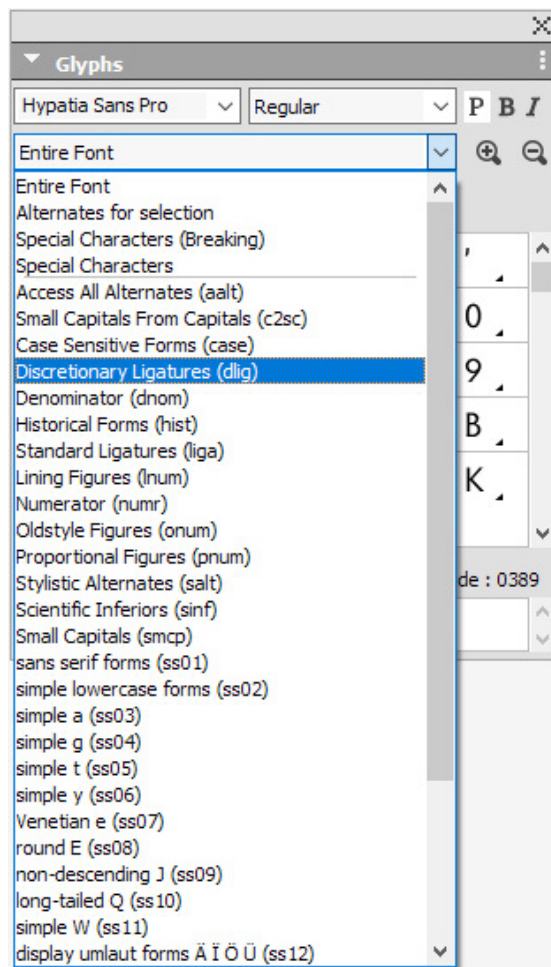 Glyphs
Hypatia Sans Pro Regular P B I
Entire Font
Entire Font
Alternates for selection
Special Characters (Breaking)
Special Characters
Access All Alternates (aalt)
Small Capitals From Capitals (c2sc)
Case Sensitive Forms (case)
Discretionary Ligatures (dlig)
Denominator (dnom)
Historical Forms (hist)
Standard Ligatures (liga)
Lining Figures (lnum)
Numerator (numr)
Oldstyle Figures (onum)
Proportional Figures (pnum)
Stylistic Alternates (salt)
Scientific Inferiors (sinf)
Small Capitals (smcp)
sans serif forms (ss01)
simple lowercase forms (ss02)
simple a (ss03)
simple g (ss04)
simple t (ss05)
simple y (ss06)
Venetian e (ss07)
round E (ss08)
non-descending J (ss09)
long-tailed Q (ss10)
simple W (ss11)
display umlaut forms Ä Ï Ö Ü (ss12)
'
0
9
B
K
de : 0389